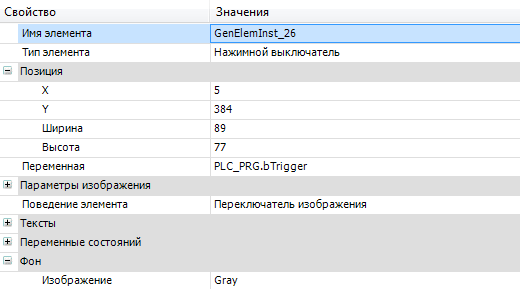 Свойство Значения
Имя элемента GenElemInst_26
Тип элемента Нажимной выключатель
Позиция
X 5
Y 384
Ширина 89
Высота 77
Переменная PLC_PRG.bTrigger
Параметры изображения
Поведение элемента Переключатель изображения
Тексты
Переменные состояний
Фон
Изображение Gray